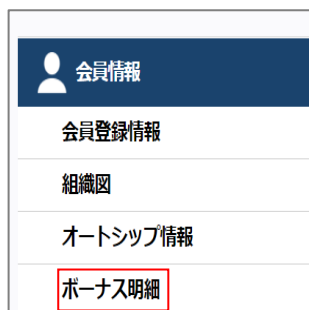 会員情報
会員登録情報
組織図
オートシップ情報
ボーナス明細